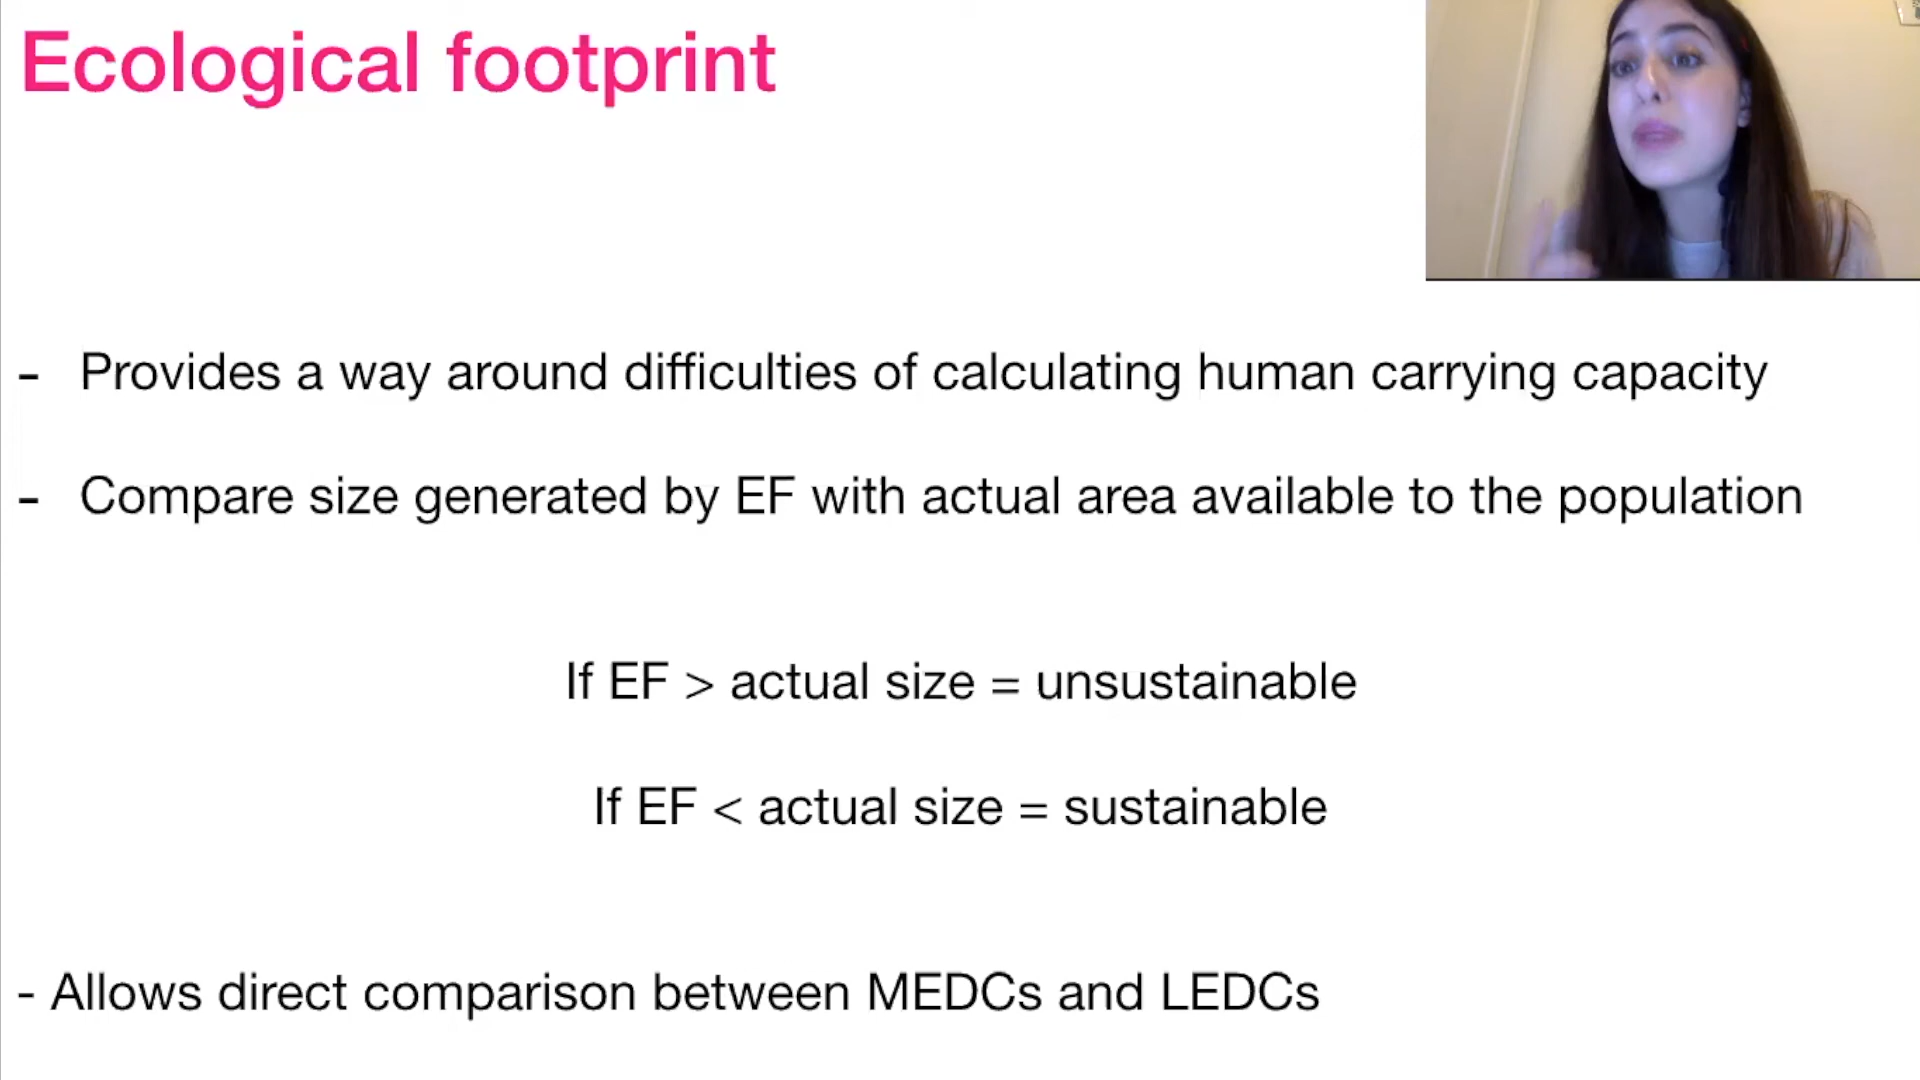 Ecological footprint
- Provides a way around difficulties of calculating human carrying capacity
- Compare size generated by EF with actual area available to the population
If EF > actual size = unsustainable
If EF < actual size = sustainable
- Allows direct comparison between MEDCs and LEDCs